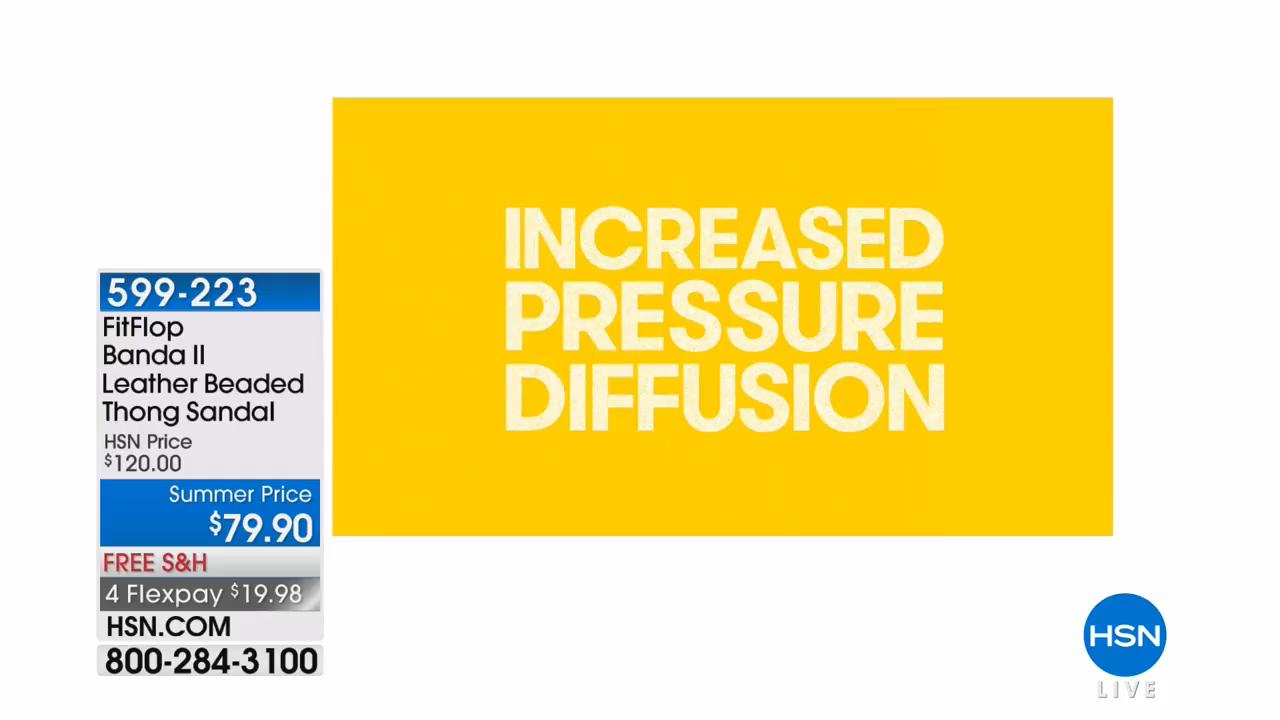 INCREASED
PRESSURE
DIFFUSION
599-223
FitFlop
Banda II
Leather Beaded
Thong Sandal
HSN Price
$120.00
Summer Price
$79.90
FREE S&H
4 Flexpay $19.98
HSN.COM
800-284-3100
HSN
LIVE